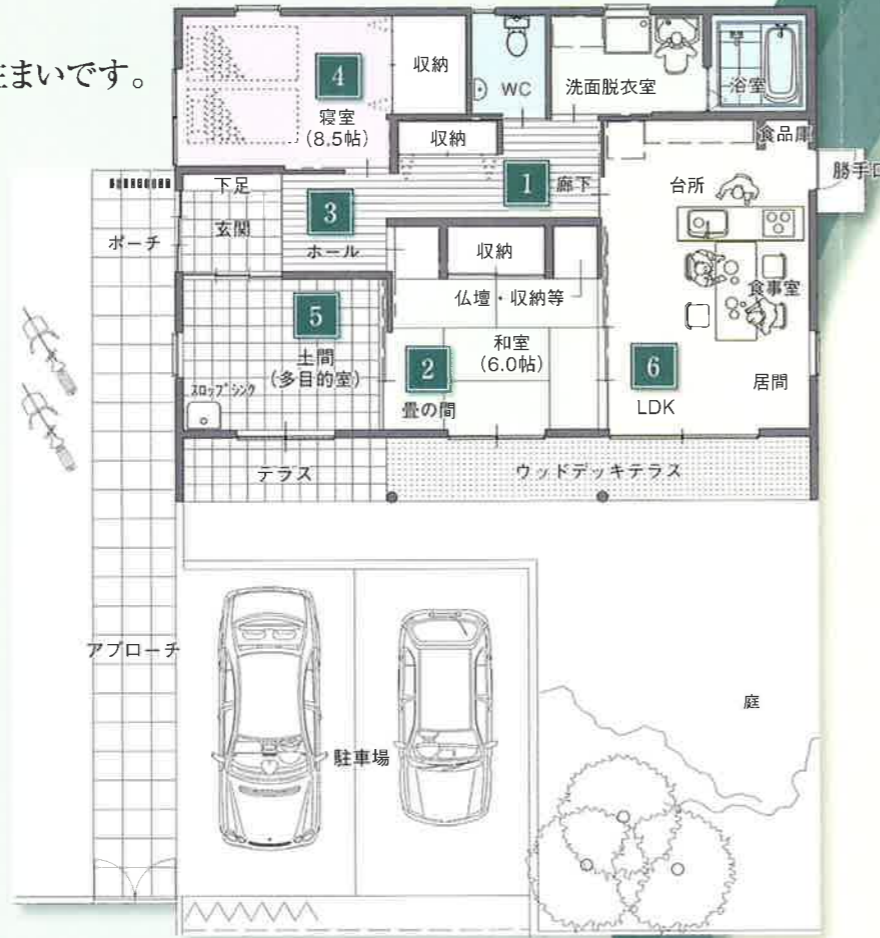 住まいです。
4
寝室
(8.5帖)
収納
WC
洗面脱衣室
浴室
収納
食品庫
勝手口
1
廊下
台所
下足
玄関
3
ホール
ポーチ
収納
仏壇・収納等
食事室
5
土間
(多目的室)
スロップシンク
2
畳の間
和室
(6.0帖)
6
LDK
居間
テラス
ウッドデッキテラス
アプローチ
駐車場
庭